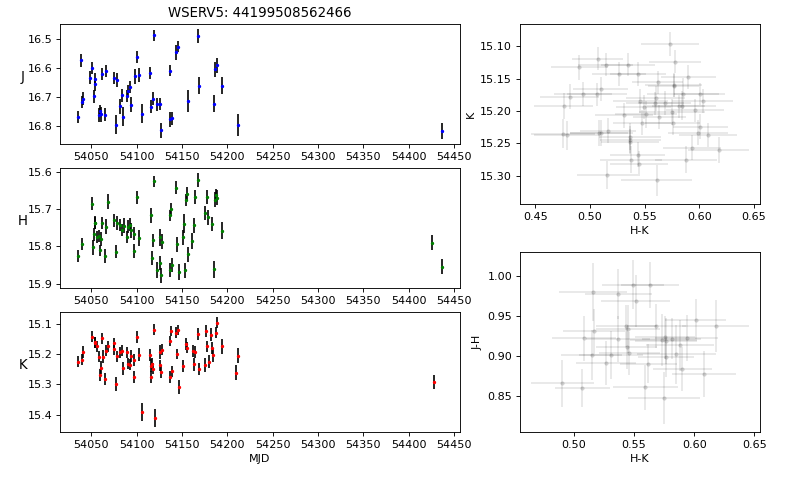 WSERV5: 44199508562466
J
16.5
16.6
16.7
16.8
54050 54100 54150 54200 54250 54300 54350 54400 54450
H
15.6
15.7
15.8
15.9
54050 54100 54150 54200 54250 54300 54350 54400 54450
K
15.1
15.2
15.3
15.4
54050 54100 54150 54200 54250 54300 54350 54400 54450
MJD
K
15.10
15.15
15.20
15.25
15.30
0.45 0.50 0.55 0.60 0.65
H-K
J-H
1.00
0.95
0.90
0.85
0.50 0.55 0.60 0.65
H-K